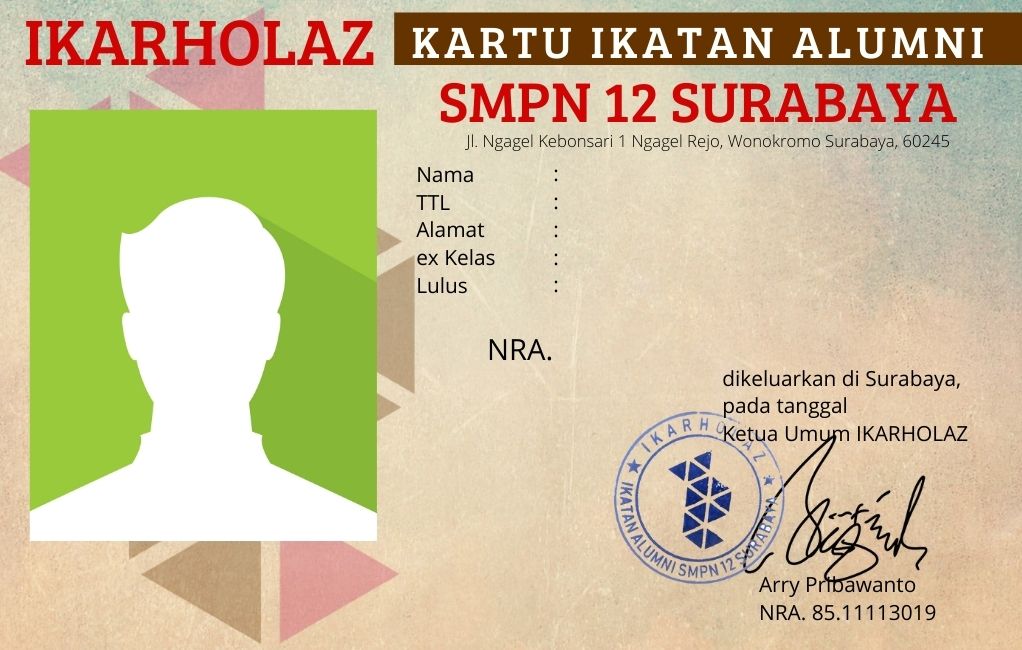 IKARHOLAZ
KARTU IKATAN ALUMNI
SMPN 12 SURABAYA
Jl. Ngagel Kebonsari 1 Ngagel Rejo, Wonokromo Surabaya, 60245
Nama :
TTL :
Alamat :
ex Kelas :
Lulus :
NRA.
dikeluarkan di Surabaya,
pada tanggal
Ketua Umum IKARHOLAZ
IKARHOLAZ
IKATAN ALUMNI SMPN 12 SURABAYA
Arry Pribawanto
NRA. 85.11113019